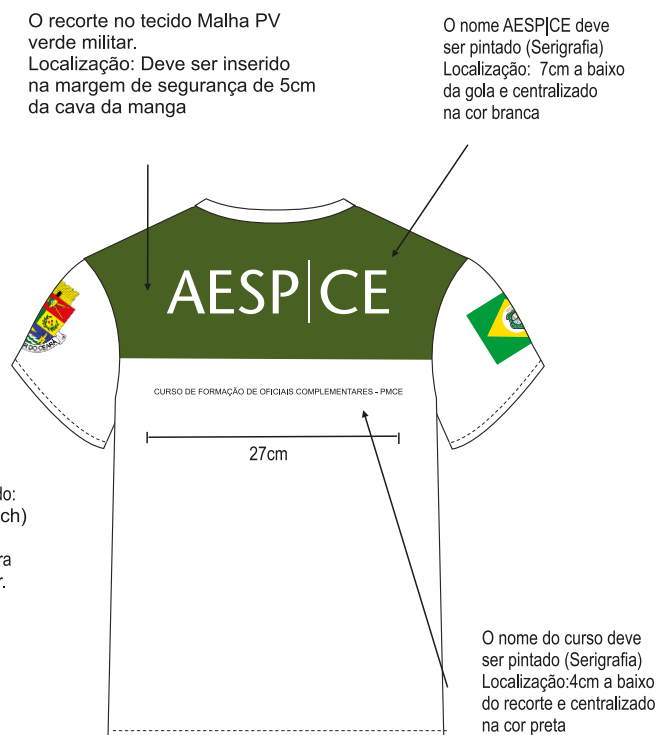 O recorte no tecido Malha PV
verde militar.
Localização: Deve ser inserido
na margem de segurança de 5cm
da cava da manga
O nome AESP|CE deve
ser pintado (Serigrafia)
Localização: 7cm a baixo
da gola e centralizado
na cor branca
AESP|CE
CURSO DE FORMAÇÃO DE OFICIAIS COMPLEMENTARES - PMCE
27cm
do:
ch)
ra
r.
O nome do curso deve
ser pintado (Serigrafia)
Localização:4cm a baixo
do recorte e centralizado
na cor preta